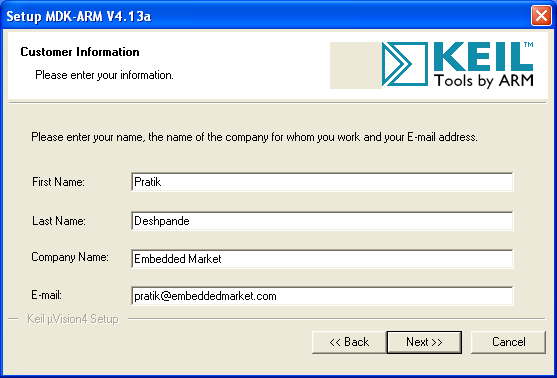 Setup MDK-ARM V4.13a
Customer Information
Please enter your information.
KEIL™
Tools by ARM
Please enter your name, the name of the company for whom you work and your E-mail address.
First Name: Pratik
Last Name: Deshpande
Company Name: Embedded Market
E-mail: pratik@embeddedmarket.com
Keil µVision4 Setup
<< Back Next >> Cancel